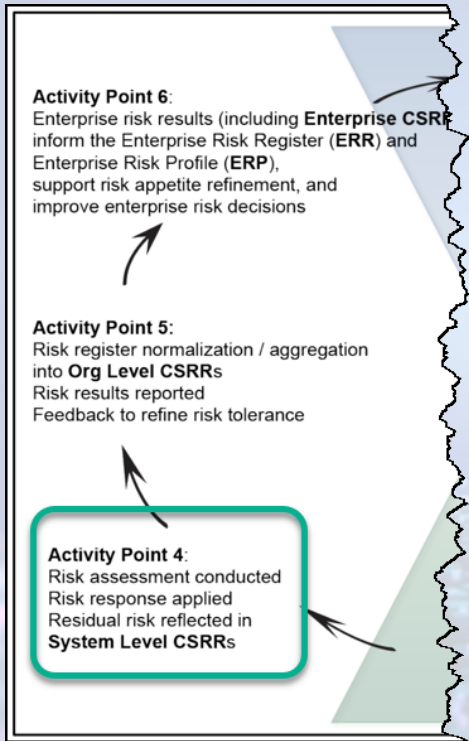 Activity Point 6:
Enterprise risk results (including Enterprise CSRR
inform the Enterprise Risk Register (ERR) and
Enterprise Risk Profile (ERP),
support risk appetite refinement, and
improve enterprise risk decisions
Activity Point 5:
Risk register normalization / aggregation
into Org Level CSRRs
Risk results reported
Feedback to refine risk tolerance
Activity Point 4:
Risk assessment conducted
Risk response applied
Residual risk reflected in
System Level CSRRs